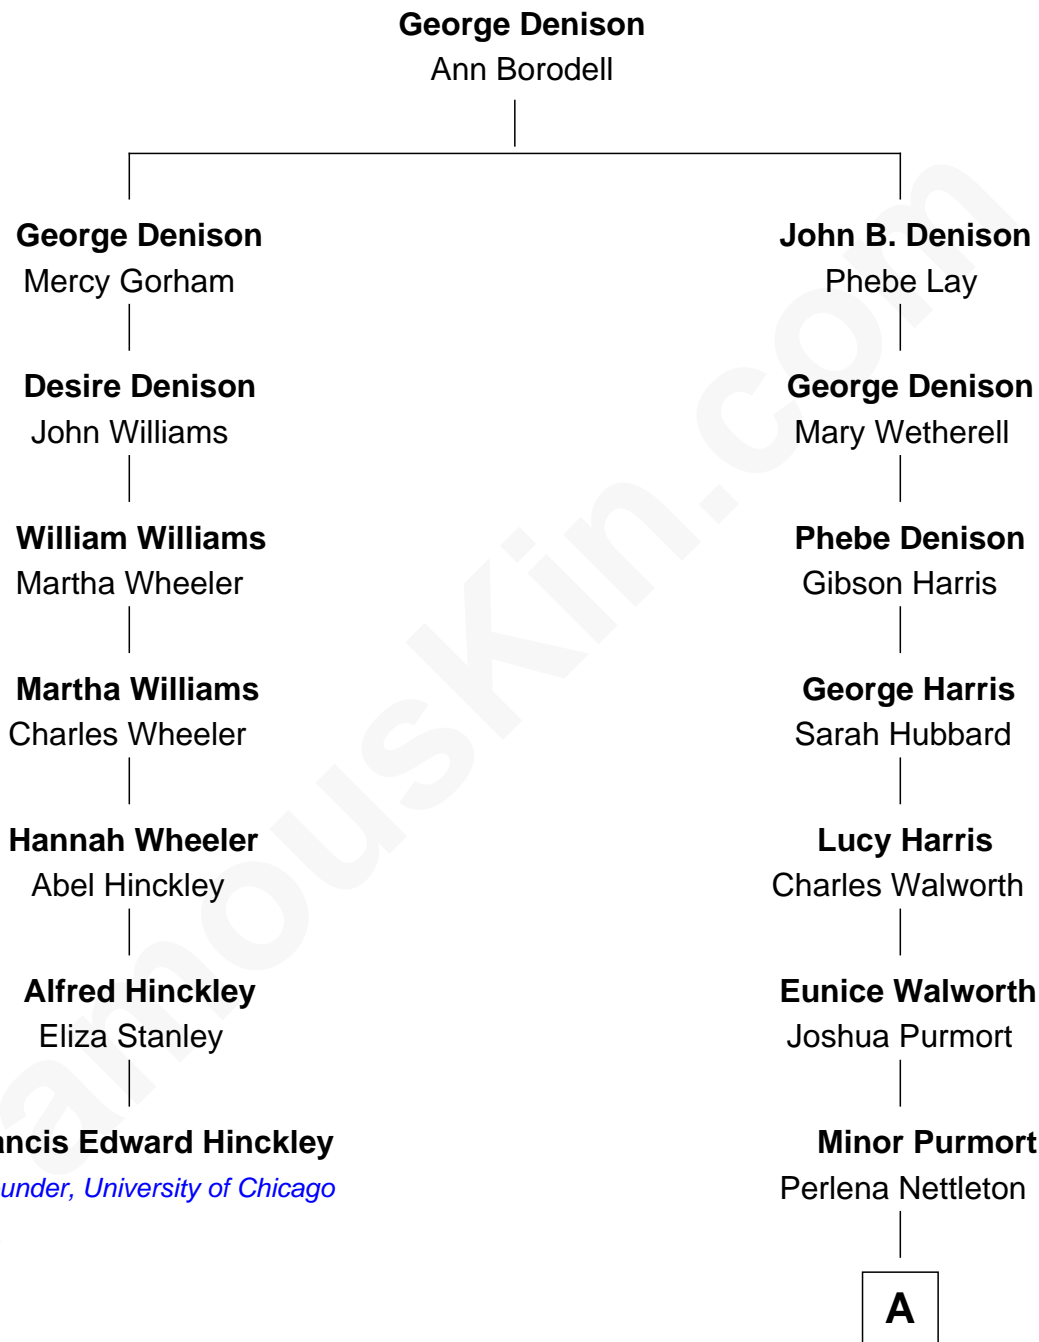 George Denison
Ann Borodell
George Denison
Mercy Gorham
John B. Denison
Phebe Lay
Desire Denison
John Williams
George Denison
Mary Wetherell
William Williams
Martha Wheeler
Phebe Denison
Gibson Harris
Martha Williams
Charles Wheeler
George Harris
Sarah Hubbard
Hannah Wheeler
Abel Hinckley
Lucy Harris
Charles Walworth
Alfred Hinckley
Eliza Stanley
Eunice Walworth
Joshua Purmort
ancis Edward Hinckley
under, University of Chicago
Minor Purmort
Perlena Nettleton
A
amouskin.com